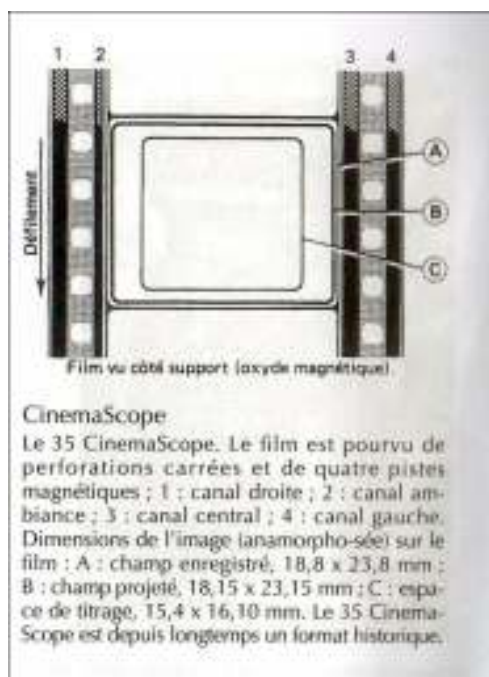 1 2 3 4
A
B
C
Défilement
Film vu côté support (oxyde magnétique)
CinemaScope
Le 35 CinemaScope. Le film est pourvu de
perforations carrées et de quatre pistes
magnétiques ; 1 : canal droite ; 2 : canal am-
biance ; 3 : canal central ; 4 : canal gauche.
Dimensions de l'image (anamorpho-sée) sur le
film : A : champ enregistré, 18,8 x 23,8 mm ;
B : champ projeté, 18,15 x 23,15 mm ; C : espa-
ce de titrage, 15,4 x 16,10 mm. Le 35 Cinema-
Scope est depuis longtemps un format historique.